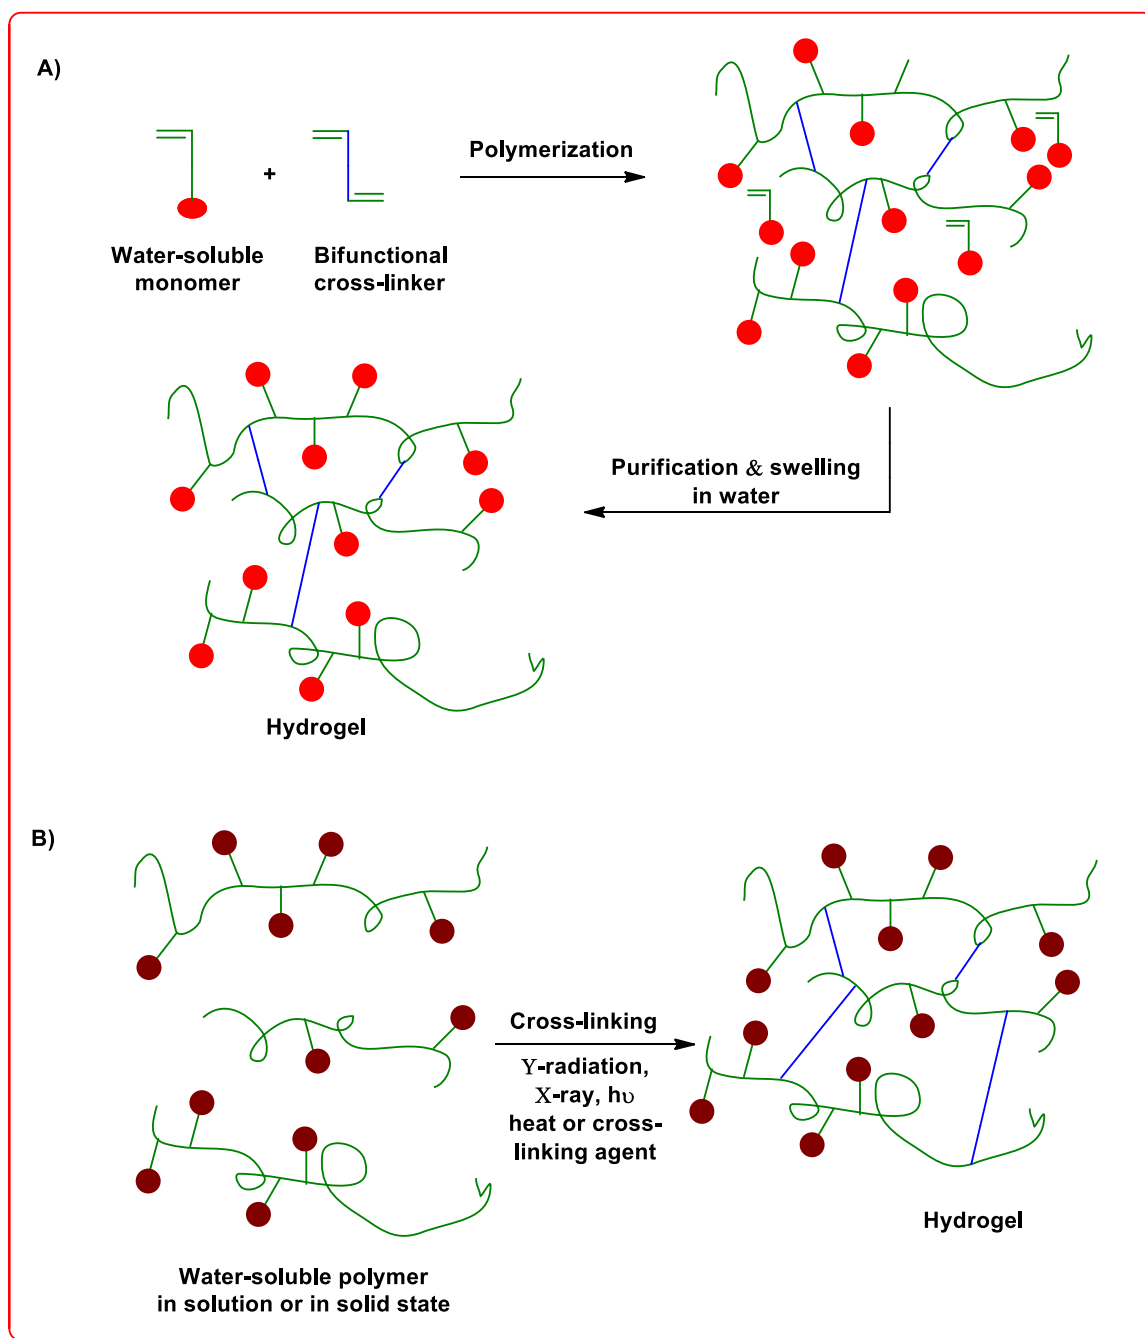 A)
+
Water-soluble
monomer
Bifunctional
cross-linker
Polymerization
Purification & swelling
in water
Hydrogel
B)
Cross-linking
Y-radiation,
X-ray, hυ
heat or cross-
linking agent
Hydrogel
Water-soluble polymer
in solution or in solid state